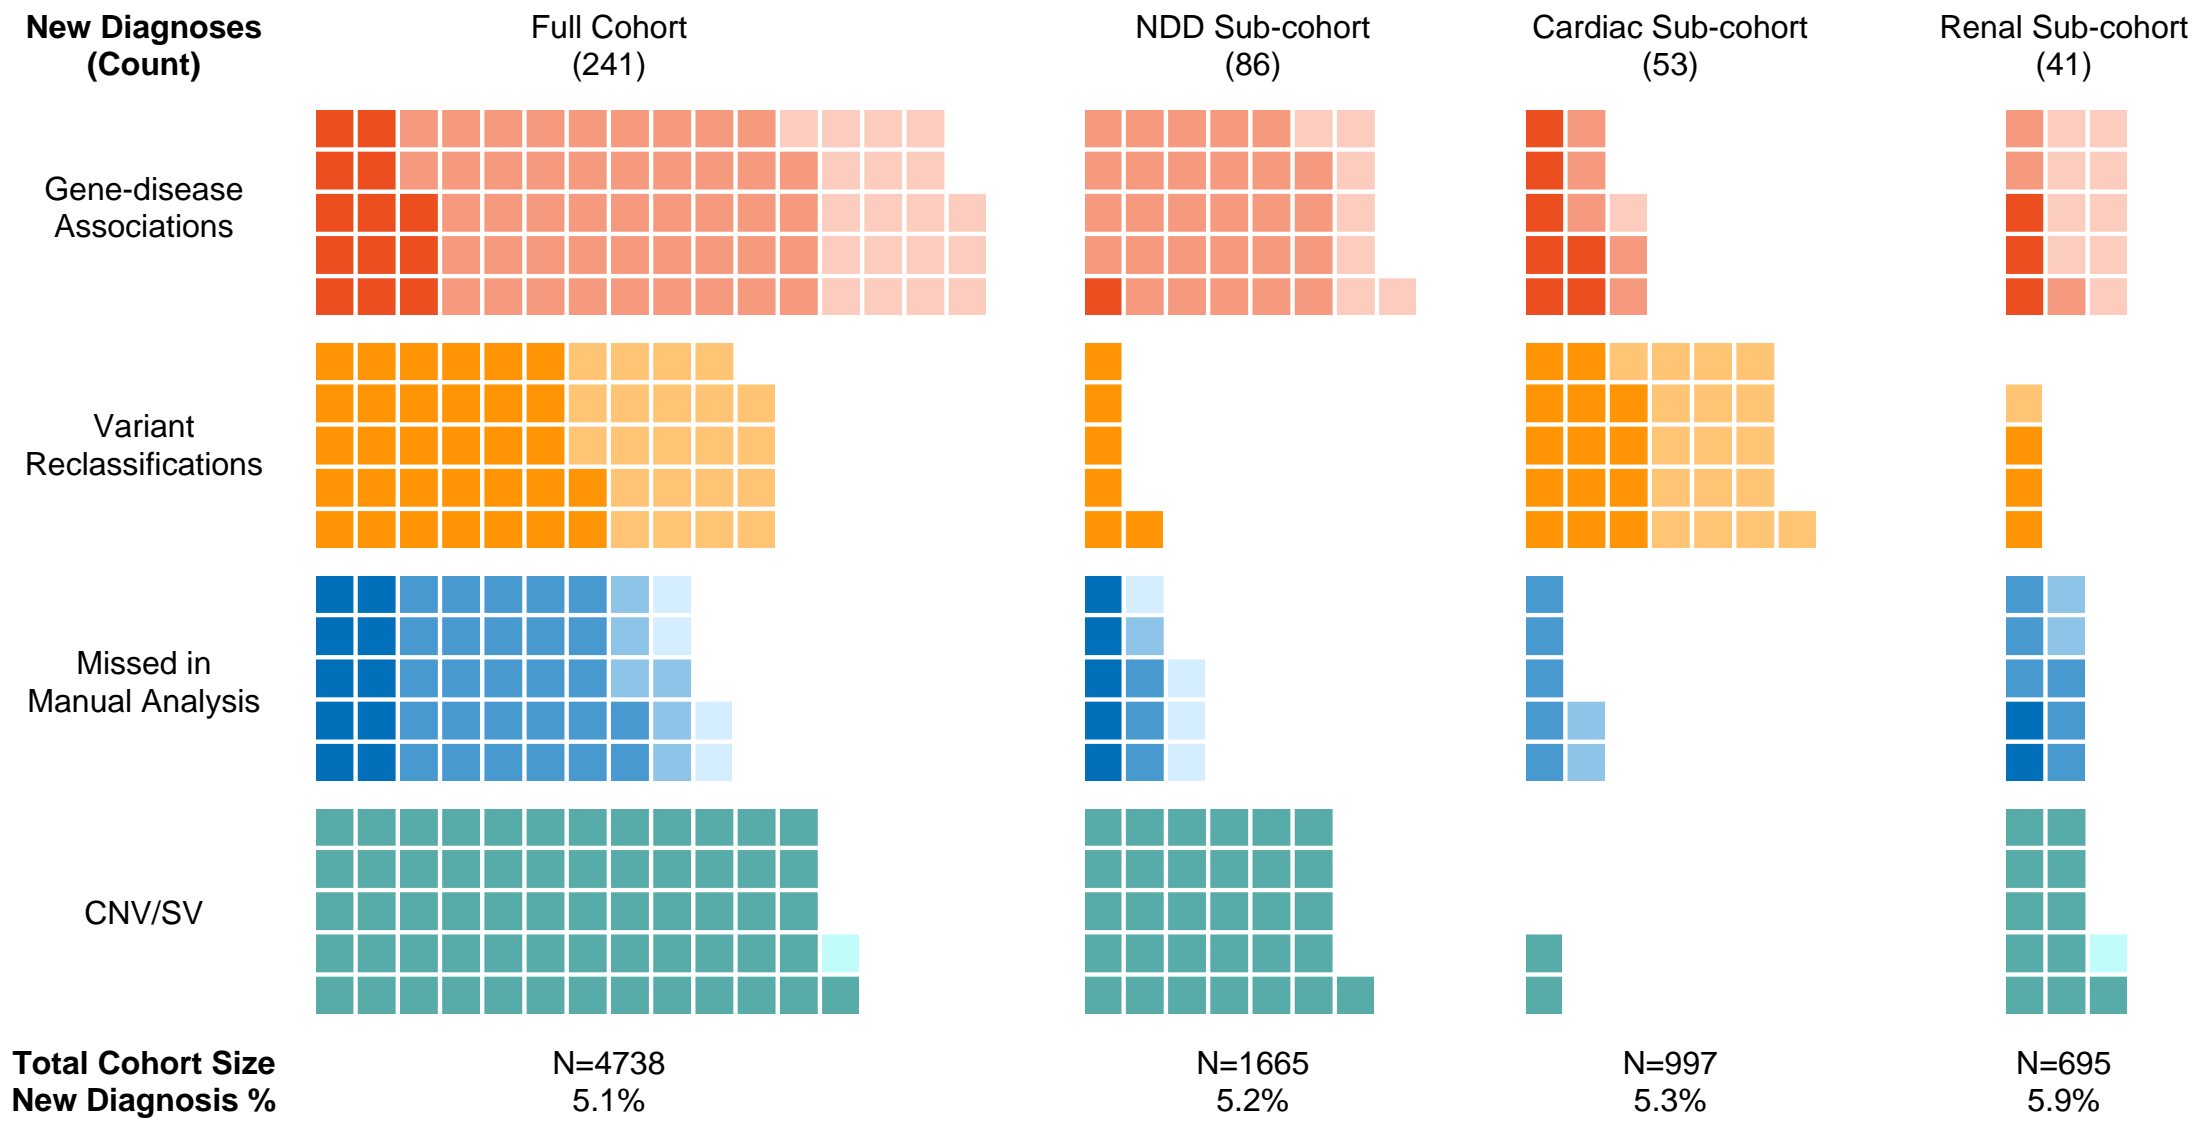 New Diagnoses
(Count)
Full Cohort
(241)
NDD Sub-cohort
(86)
Cardiac Sub-cohort
(53)
Renal Sub-cohort
(41)
Gene-disease
Associations
Variant
Reclassifications
Missed in
Manual Analysis
CNV/SV
Total Cohort Size
New Diagnosis %
N=4738
5.1%
N=1665
5.2%
N=997
5.3%
N=695
5.9%